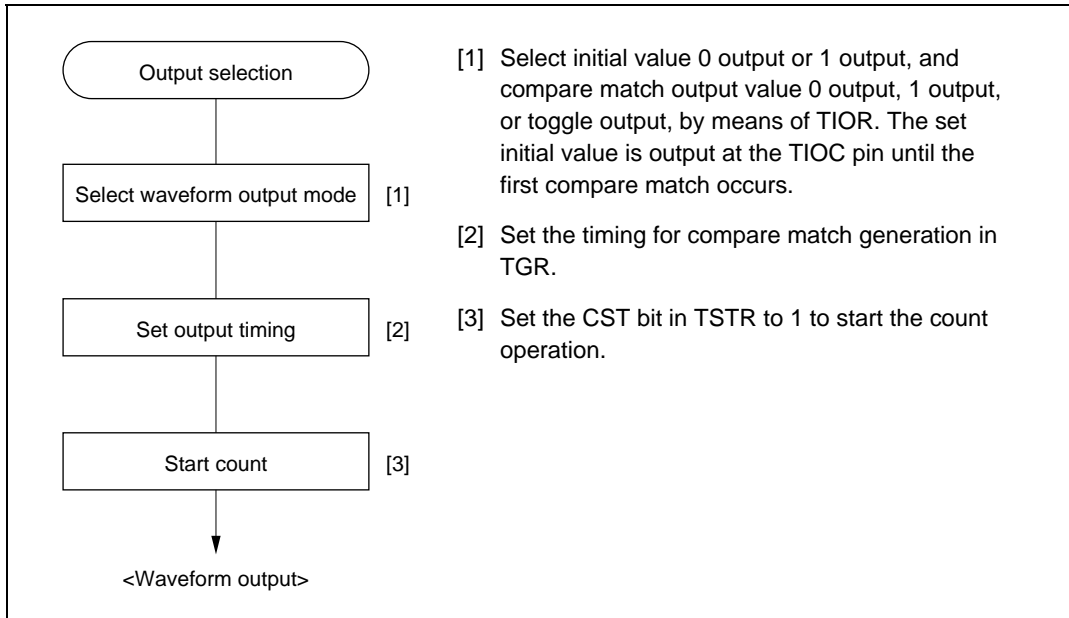 Output selection
Select waveform output mode [1]
Set output timing [2]
Start count [3]
<Waveform output>
[1] Select initial value 0 output or 1 output, and
compare match output value 0 output, 1 output,
or toggle output, by means of TIOR. The set
initial value is output at the TIOC pin until the
first compare match occurs.
[2] Set the timing for compare match generation in
TGR.
[3] Set the CST bit in TSTR to 1 to start the count
operation.